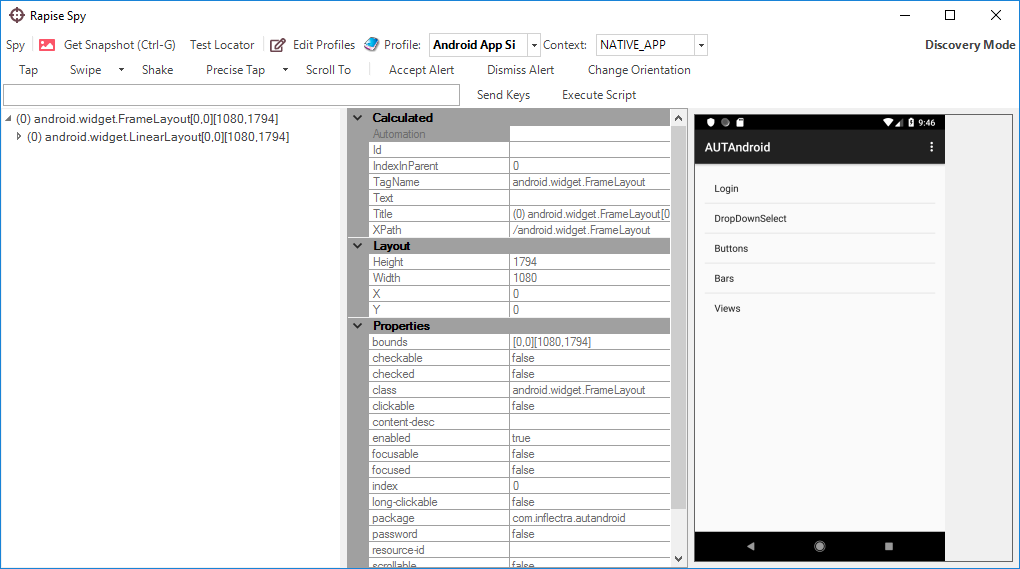 Rapise Spy
Spy Get Snapshot (Ctrl-G) Test Locator Edit Profiles Profile: Android App Si Context: NATIVE_APP Discovery Mode
Tap Swipe Shake Precise Tap Scroll To Accept Alert Dismiss Alert Change Orientation
Send Keys Execute Script
(0) android.widget.FrameLayout[0,0][1080,1794]
(0) android.widget.LinearLayout[0,0][1080,1794]
Calculated
Automation
Id
IndexInParent 0
TagName android.widget.FrameLayout
Text
Title (0) android.widget.FrameLayout[0
XPath /android.widget.FrameLayout
Layout
Height 1794
Width 1080
X 0
Y 0
Properties
bounds [0,0][1080,1794]
checkable false
checked false
class android.widget.FrameLayout
clickable false
content-desc
enabled true
focusable false
focused false
index 0
long-clickable false
package com.inflectra.autandroid
password false
resource-id
scrollable false
9:46
AUTAndroid
Login
DropDownSelect
Buttons
Bars
Views